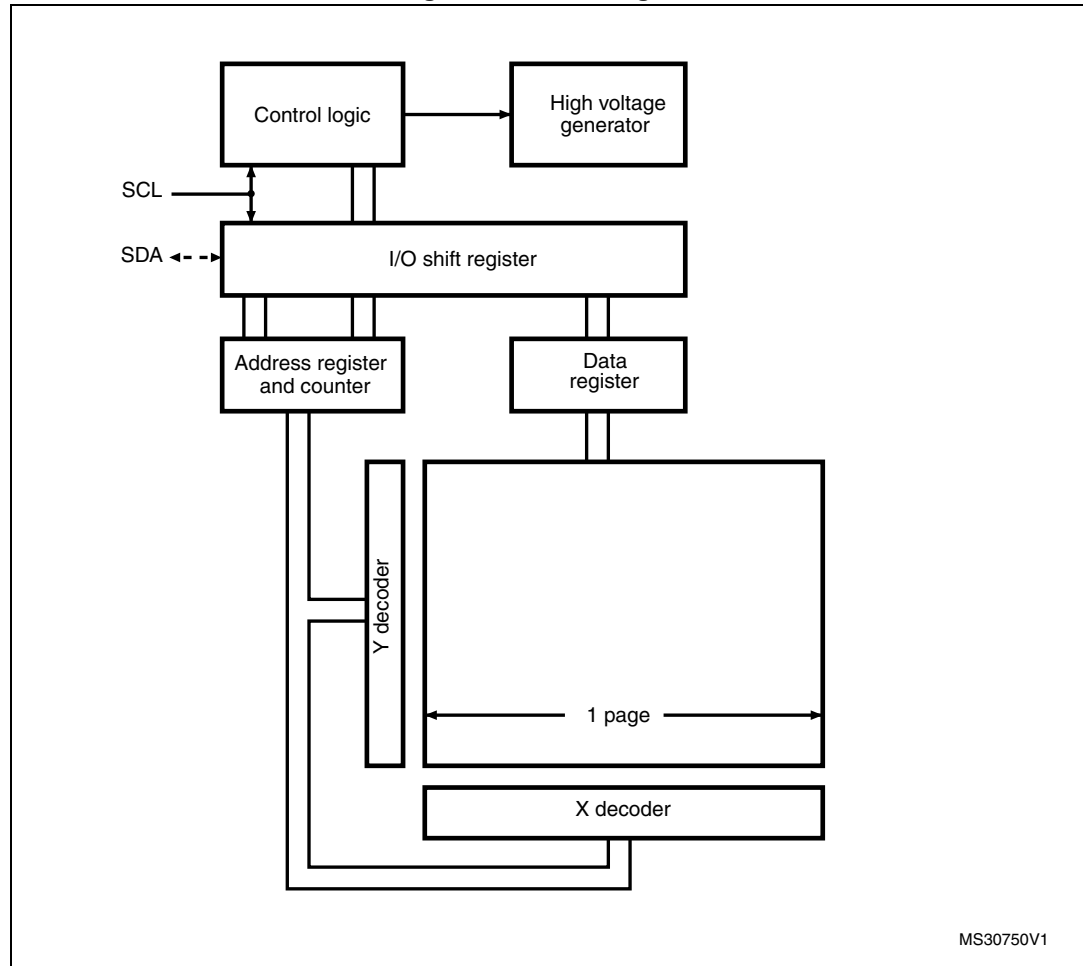 Control logic
High voltage
generator
SCL
SDA
I/O shift register
Address register
and counter
Data
register
Y decoder
1 page
X decoder
MS30750V1